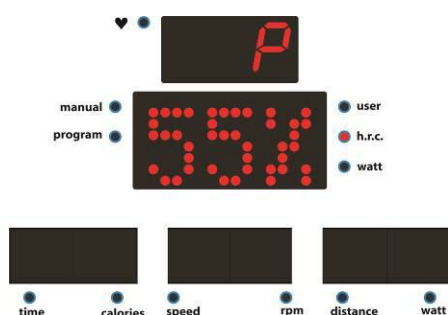 P
manual
user
program
55%
h.r.c.
watt
time
calories
speed
rpm
distance
watt